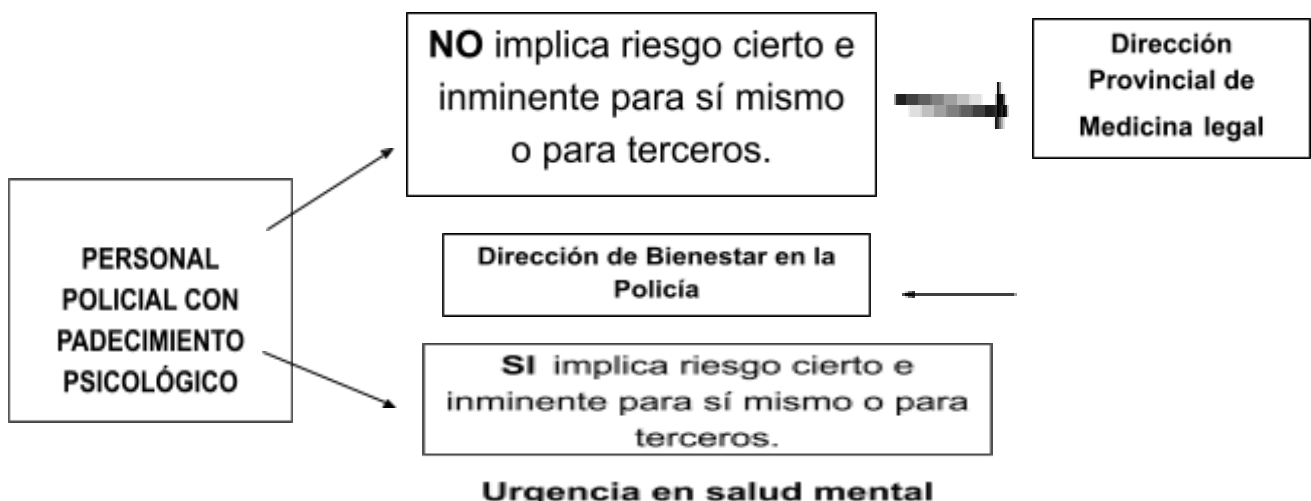 NO implica riesgo cierto e
inminente para sí mismo
o para terceros.
Dirección
Provincial de
Medicina legal
PERSONAL
POLICIAL CON
PADECIMIENTO
PSICOLÓGICO
Dirección de Bienestar en la
Policía
SI implica riesgo cierto e
inminente para sí mismo o para
terceros.
Urgencia en salud mental